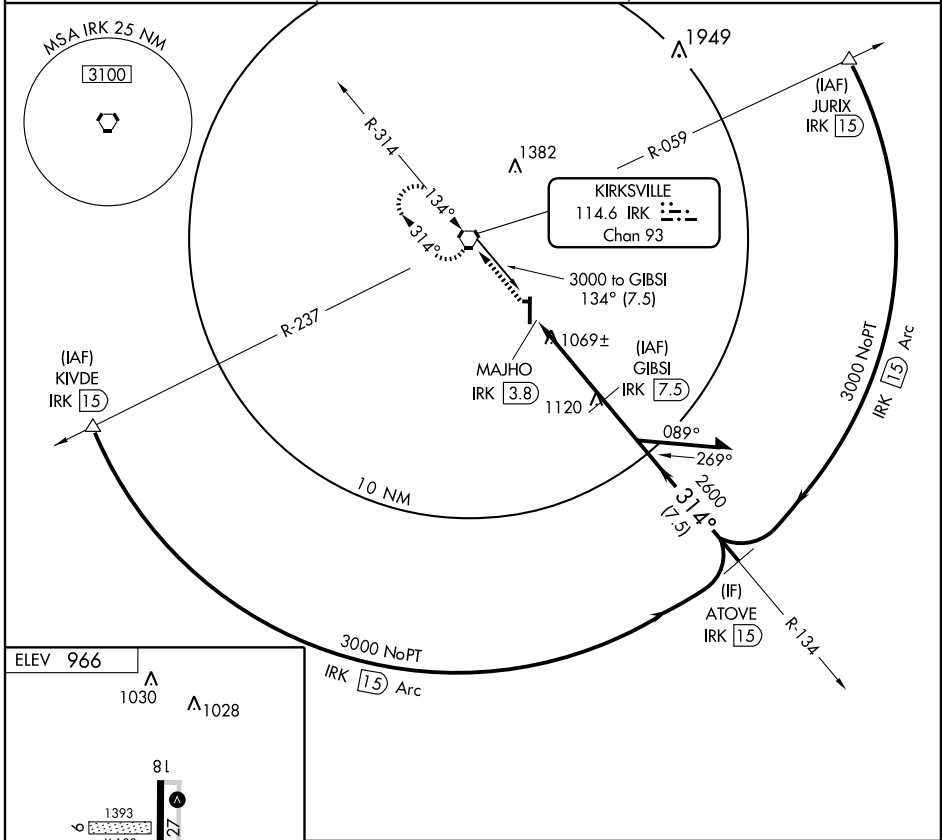 MSA IRK 25 NM
3100
1949
(IAF)
JURIX
IRK 15
R-314
R-059
1382
134°
314°
KIRKSVILLE
114.6 IRK
Chan 93
3000 to GIBSI
134° (7.5)
R-237
(IAF)
KIVDE
IRK 15
1069±
MAJHO
IRK 3.8
(IAF)
GIBSI
IRK 7.5
1120
3000 NoPT
IRK 15 Arc
089°
269°
10 NM
2600
314°
(7.5)
(IF)
ATOVE
IRK 15
R-134
3000 NoPT
IRK 15 Arc
ELEV 966
1030
1028
18
1393
9
27